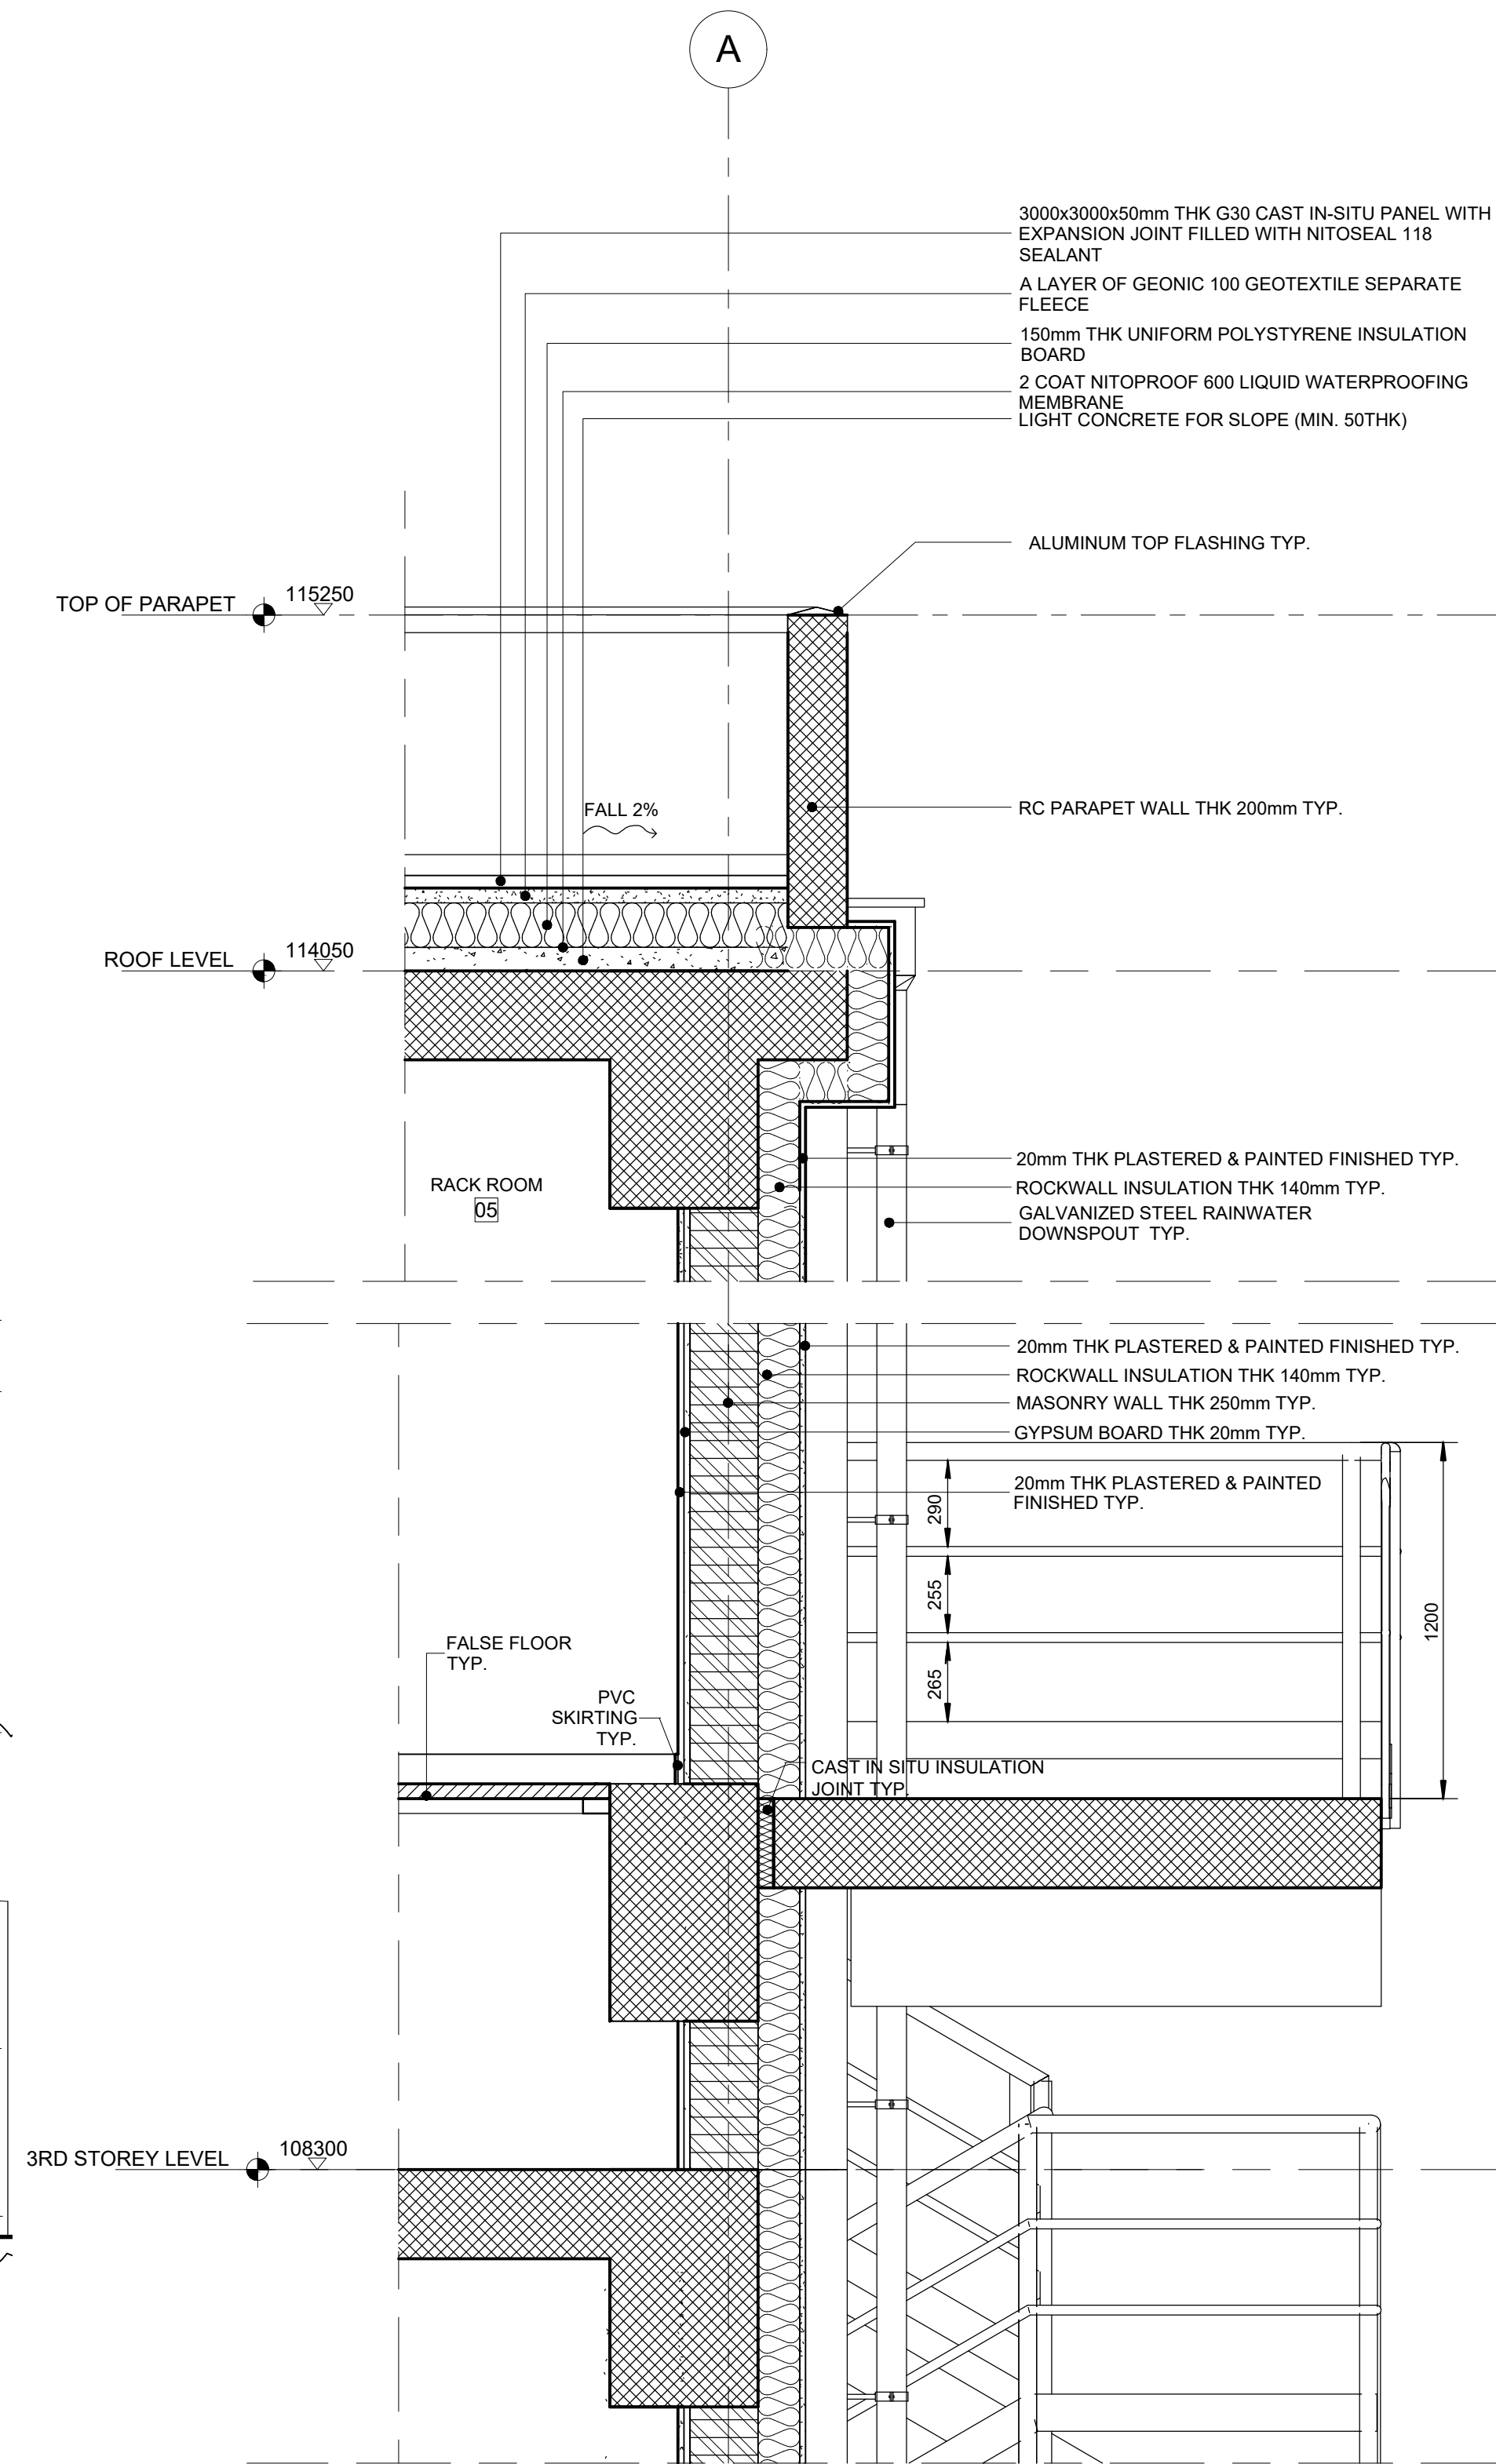 A
3000x3000x50mm THK G30 CAST IN-SITU PANEL WITH
EXPANSION JOINT FILLED WITH NITOSEAL 118
SEALANT
A LAYER OF GEONIC 100 GEOTEXTILE SEPARATE
FLEECE
150mm THK UNIFORM POLYSTYRENE INSULATION
BOARD
2 COAT NITOPROOF 600 LIQUID WATERPROOFING
MEMBRANE
LIGHT CONCRETE FOR SLOPE (MIN. 50THK)
ALUMINUM TOP FLASHING TYP.
TOP OF PARAPET
115250
FALL 2%
RC PARAPET WALL THK 200mm TYP.
ROOF LEVEL
114050
RACK ROOM
05
20mm THK PLASTERED & PAINTED FINISHED TYP.
ROCKWALL INSULATION THK 140mm TYP.
GALVANIZED STEEL RAINWATER
DOWNSPOUT TYP.
20mm THK PLASTERED & PAINTED FINISHED TYP.
ROCKWALL INSULATION THK 140mm TYP.
MASONRY WALL THK 250mm TYP.
GYPSUM BOARD THK 20mm TYP.
20mm THK PLASTERED & PAINTED
FINISHED TYP.
290
255
265
1200
FALSE FLOOR
TYP.
PVC
SKIRTING
TYP.
CAST IN SITU INSULATION
JOINT TYP.
3RD STOREY LEVEL
108300